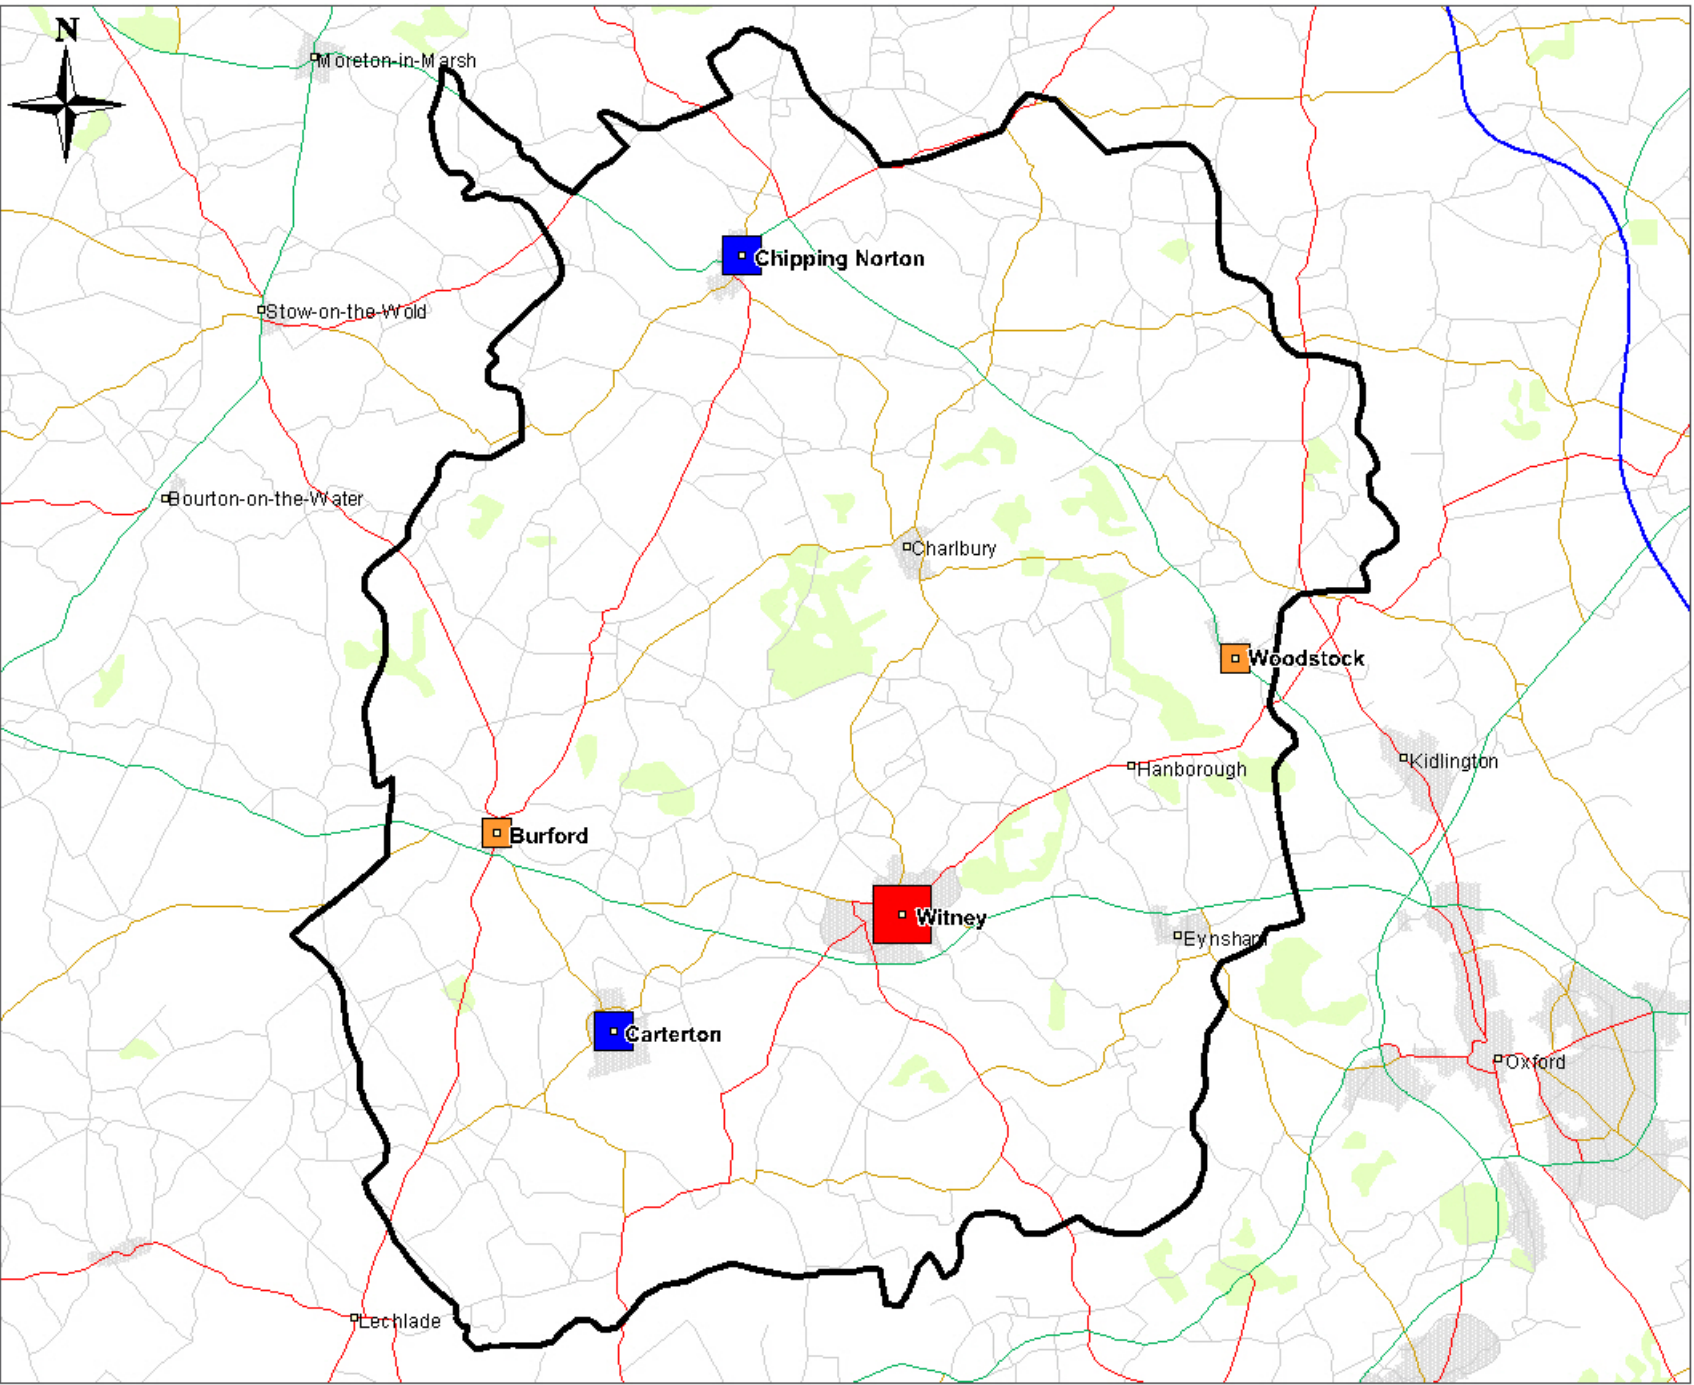 N
Moreton-in-Marsh
Chipping Norton
Stow-on-the-Wold
Bourton-on-the-Water
Charlbury
Woodstock
Kidlington
Hanborough
Burford
Witney
Eynsham
Carterton
Oxford
Lechlade